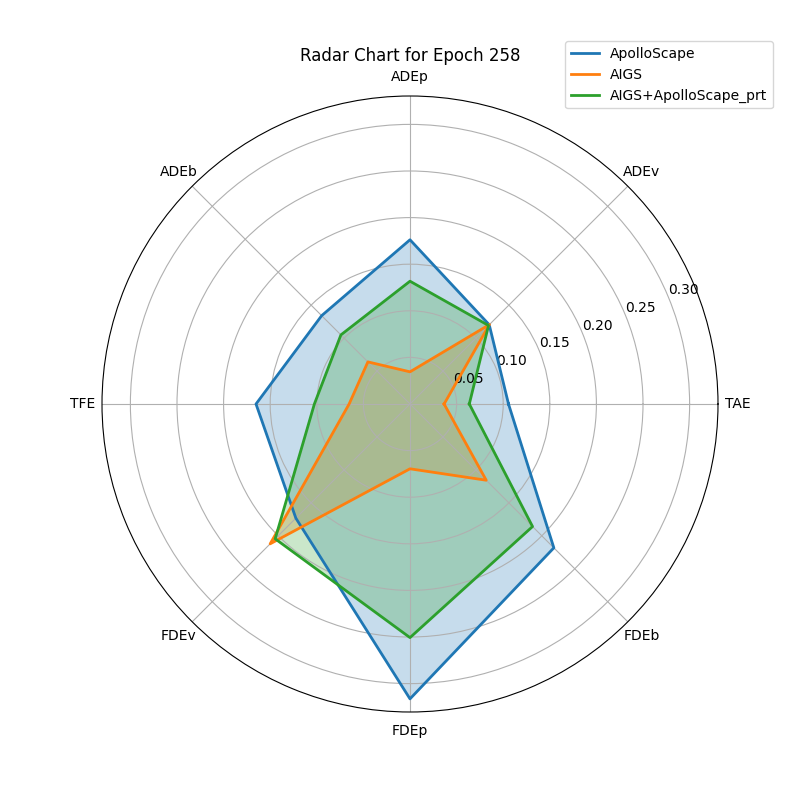 Radar Chart for Epoch 258
ApolloScape
AIGS
AIGS+ApolloScape_prt
ADEp
ADEb
ADEv
0.30
0.25
0.20
0.15
0.10
0.05
TFE
TAE
FDEv
FDEb
FDEp